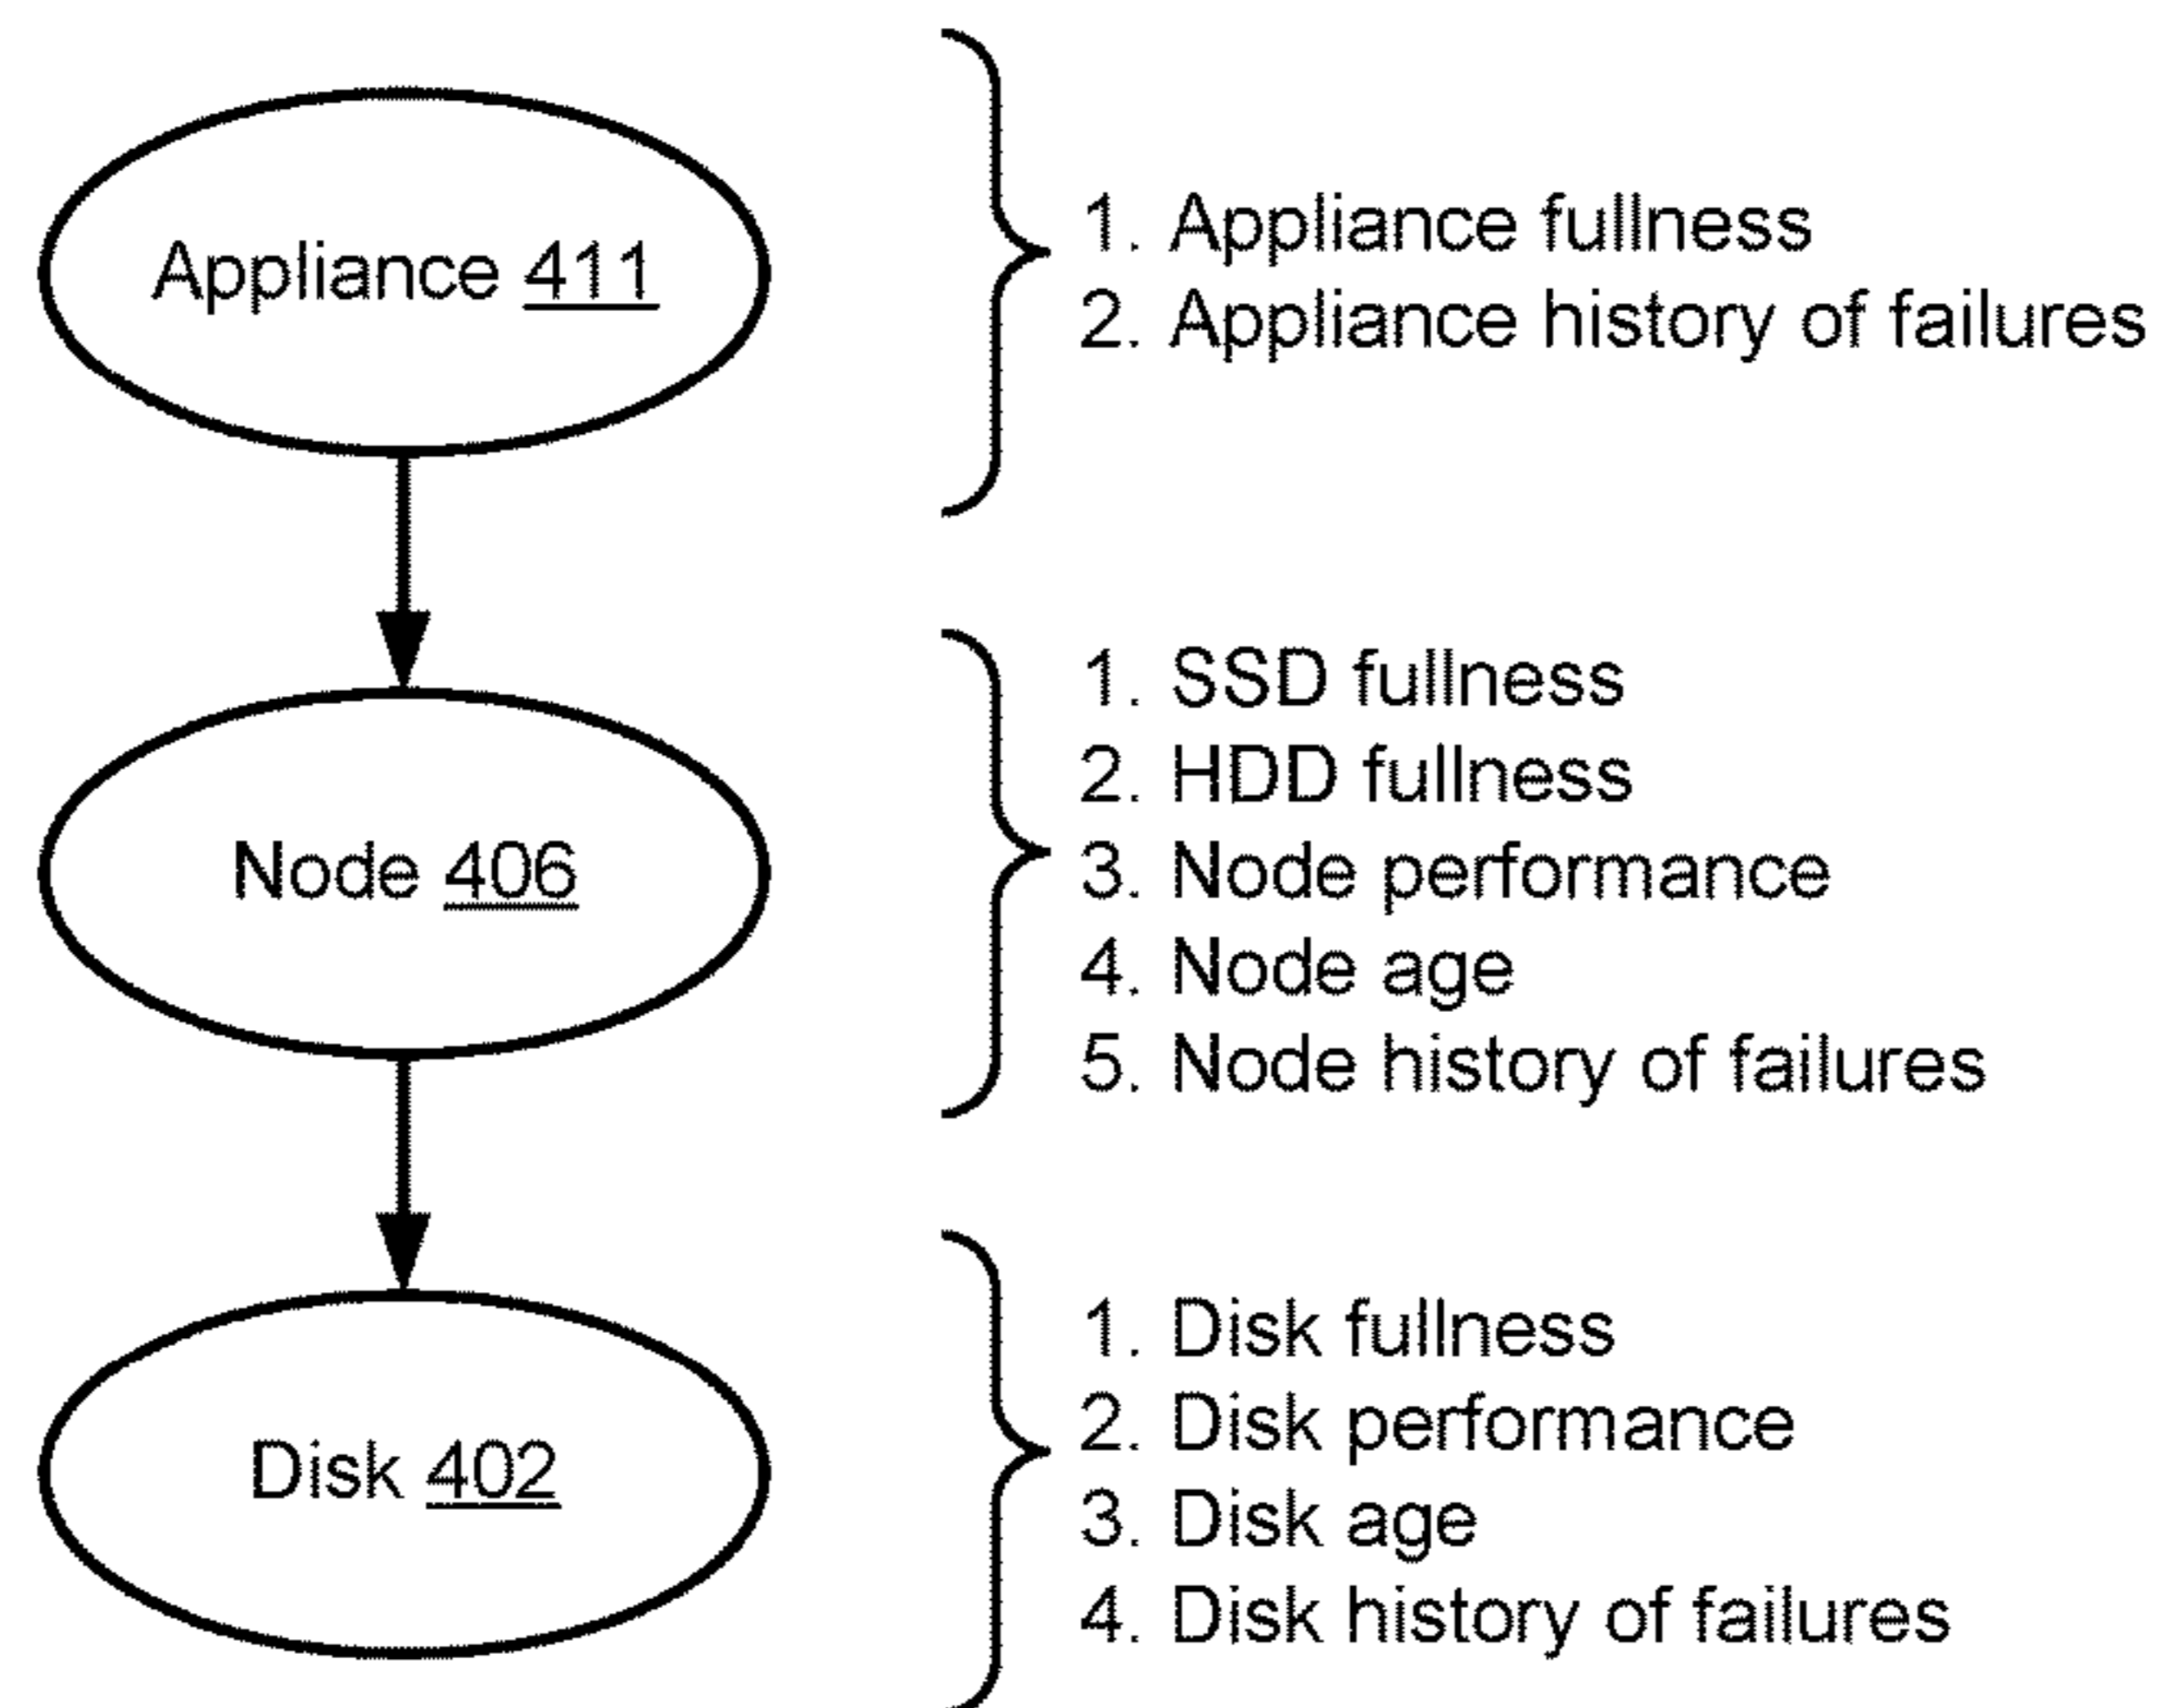 Appliance 411
1. Appliance fullness
2. Appliance history of failures
Node 406
1. SSD fullness
2. HDD fullness
3. Node performance
4. Node age
5. Node history of failures
Disk 402
1. Disk fullness
2. Disk performance
3. Disk age
4. Disk history of failures